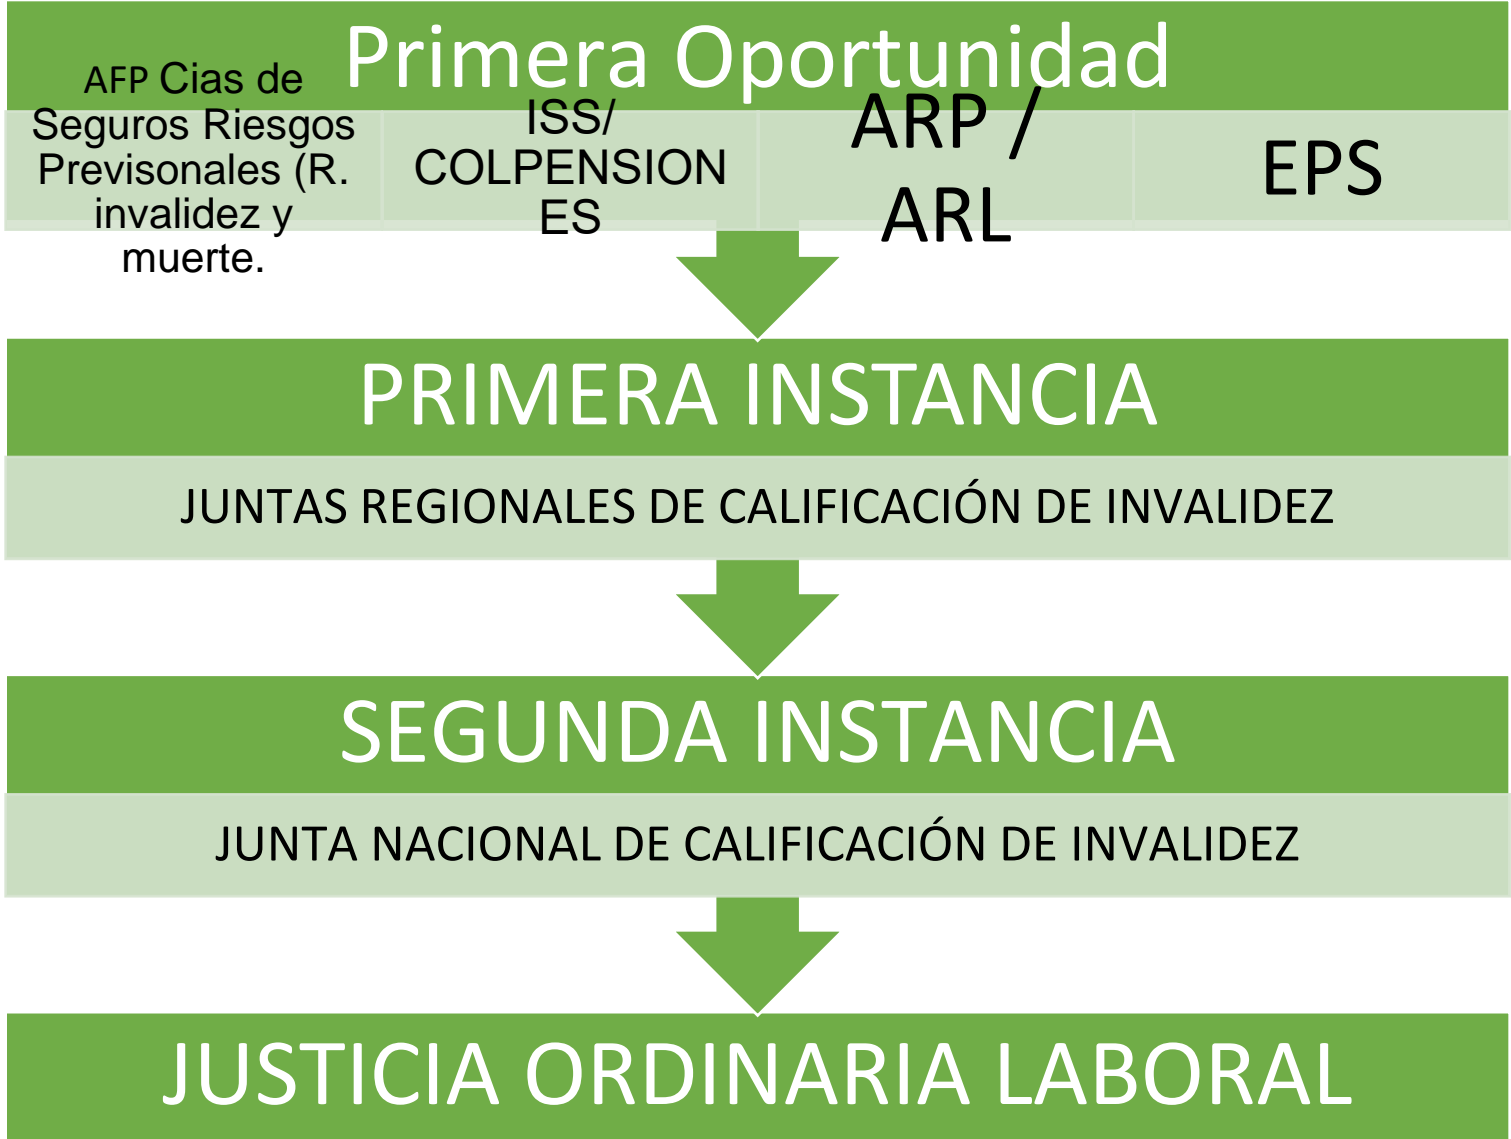 Primera Oportunidad
AFP Cias de
Seguros Riesgos
Previsonales (R.
invalidez y
muerte.
ISS/
COLPENSION
ES
ARP /
ARL
EPS
PRIMERA INSTANCIA
JUNTAS REGIONALES DE CALIFICACIÓN DE INVALIDEZ
SEGUNDA INSTANCIA
JUNTA NACIONAL DE CALIFICACIÓN DE INVALIDEZ
JUSTICIA ORDINARIA LABORAL